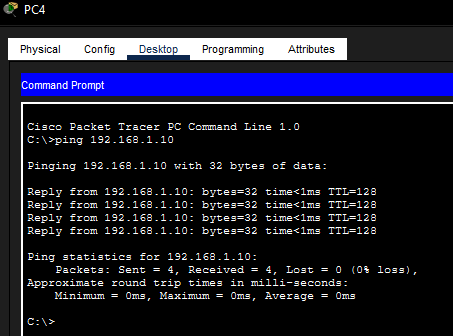 PC4
Physical Config Desktop Programming Attributes
Command Prompt
Cisco Packet Tracer PC Command Line 1.0
C:\>ping 192.168.1.10
Pinging 192.168.1.10 with 32 bytes of data:
Reply from 192.168.1.10: bytes=32 time<1ms TTL=128
Reply from 192.168.1.10: bytes=32 time<1ms TTL=128
Reply from 192.168.1.10: bytes=32 time<1ms TTL=128
Reply from 192.168.1.10: bytes=32 time<1ms TTL=128
Ping statistics for 192.168.1.10:
Packets: Sent = 4, Received = 4, Lost = 0 (0% loss),
Approximate round trip times in milli-seconds:
Minimum = 0ms, Maximum = 0ms, Average = 0ms
C:\>